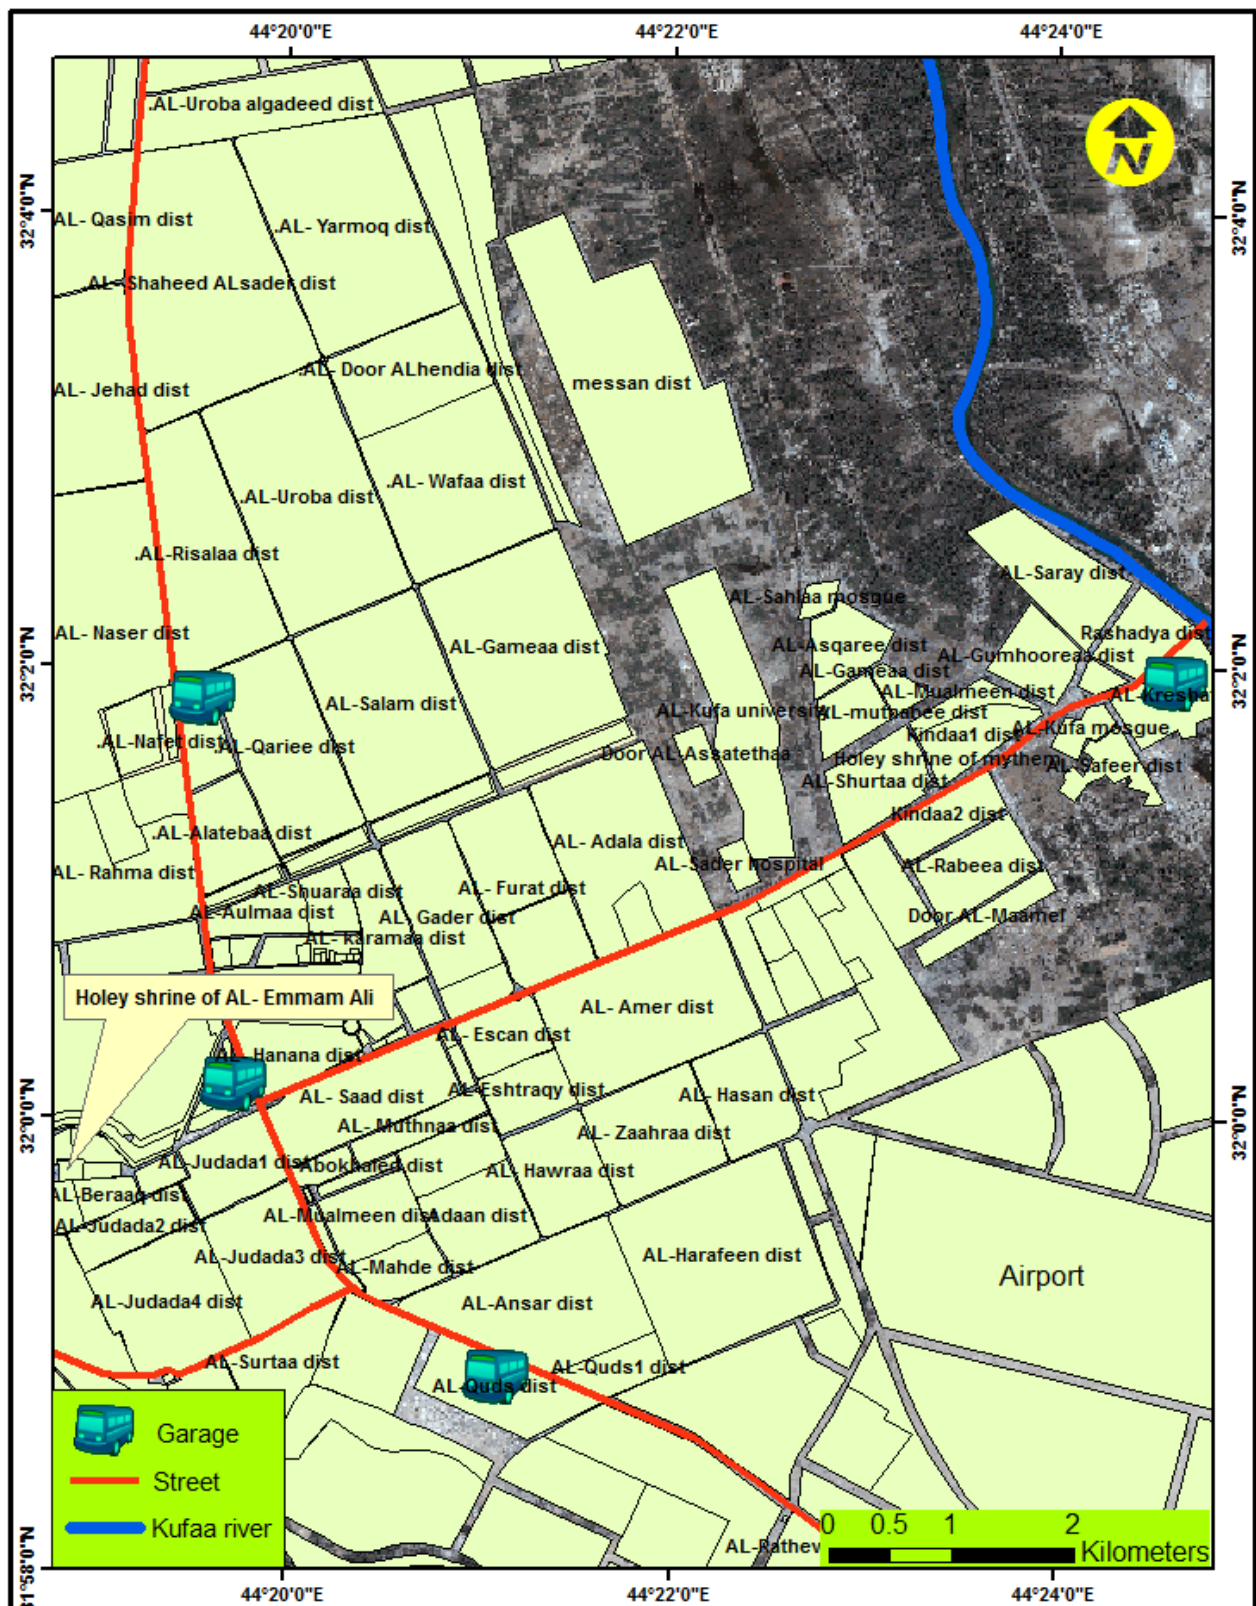 44°20'0"E
44°22'0"E
44°24'0"E
.AL-Uroba algadeed dist
N
32°4'0"N
32°4'0"N
AL- Qasim dist
.AL- Yarmoq dist
AL- Shaheed ALsader dist
.AL- Door ALhendia dist
messan dist
AL- Jehad dist
.AL- Wafaa dist
.AL-Uroba dist
.AL-Risalaa dist
AL-Saray dist
AL-Sahlaa mosgue
AL- Naser dist
Rashadya dist
AL-Gameaa dist
AL-Asqaree dist
AL-Gumhooreaa dist
32°2'0"N
32°2'0"N
AL-Gameaa dist
AL-Mualmeen dist
AL-Kresha
AL-Salam dist
AL-Kufa university
AL-muthabee dist
AL-Kufa mosgue
Kindaa1 dist
.AL-Nafet dist
.AL-Qariee dist
Door AL-Assatethaa
Holey shrine of mythem
AL-Safeer dist
AL-Shurtaa dist
Kindaa2 dist
.AL-Alatebaa dist
AL- Adala dist
AL-Sader hospital
AL-Rabeea dist
AL- Rahma dist
AL- Furat dist
AL-Shuaraa dist
AL-Aulmaa dist
AL- Gader dist
Door AL-Maamel
AL- karamaa dist
Holey shrine of AL- Emmam Ali
AL- Amer dist
AL- Escan dist
AL- Hanana dist
AL- Saad dist
AL-Eshtraqy dist
AL- Hasan dist
32°0'0"N
32°0'0"N
AL- Muthnaa dist
AL- Zaahraa dist
AL-Judada1 dist
Abokhaled dist
AL- Hawraa dist
AL-Beraaq dist
AL-Judada2 dist
AL-Mualmeen dist
Adaan dist
AL-Judada3 dist
AL-Mahde dist
AL-Harafeen dist
Airport
AL-Judada4 dist
AL-Ansar dist
AL-Surtaa dist
AL-Quds1 dist
AL-Quds dist
Garage
Street
Kufaa river
0 0.5 1 2
Kilometers
AL-Rathev
31°58'0"N
44°20'0"E
44°22'0"E
44°24'0"E